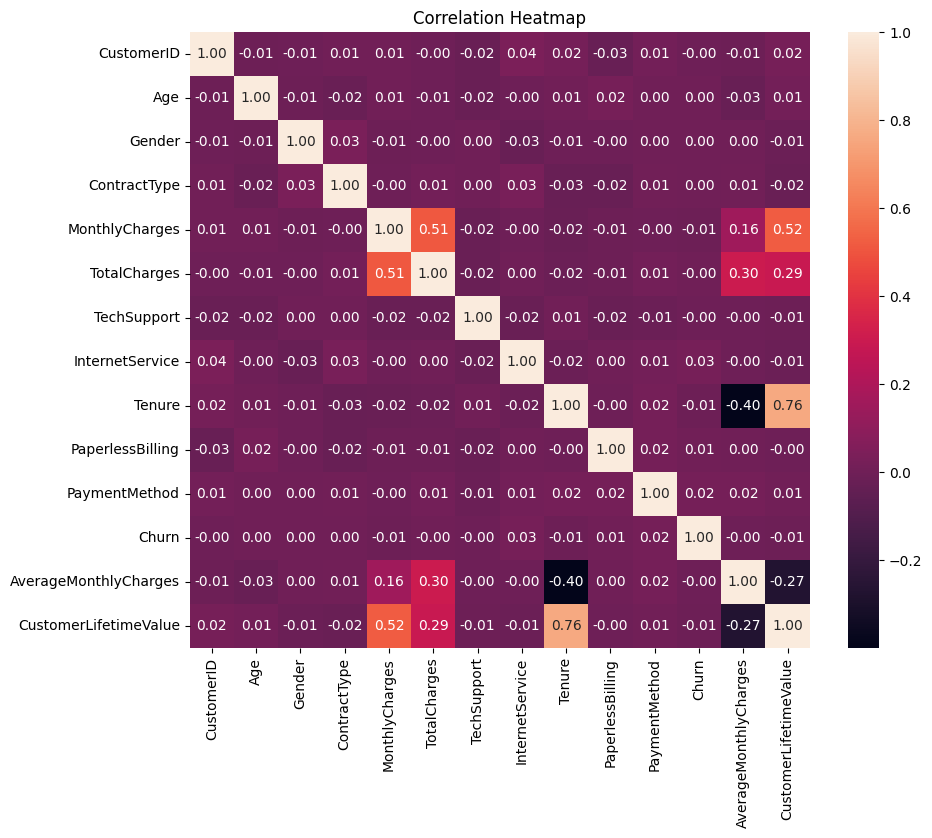 Correlation Heatmap
CustomerID 1.00 -0.01 -0.01 0.01 0.01 -0.00 -0.02 0.04 0.02 -0.03 0.01 -0.00 -0.01 0.02
Age -0.01 1.00 -0.01 -0.02 0.01 -0.01 -0.02 -0.00 0.01 0.02 0.00 0.00 -0.03 0.01
Gender -0.01 -0.01 1.00 0.03 -0.01 -0.00 0.00 -0.03 -0.01 -0.00 0.00 0.00 0.00 -0.01
ContractType 0.01 -0.02 0.03 1.00 -0.00 0.01 0.00 0.03 -0.03 -0.02 0.01 0.00 0.01 -0.02
MonthlyCharges 0.01 0.01 -0.01 -0.00 1.00 0.51 -0.02 -0.00 -0.02 -0.01 -0.00 -0.01 0.16 0.52
TotalCharges -0.00 -0.01 -0.00 0.01 0.51 1.00 -0.02 0.00 -0.02 -0.01 0.01 -0.00 0.30 0.29
TechSupport -0.02 -0.02 0.00 0.00 -0.02 -0.02 1.00 -0.02 0.01 -0.02 -0.01 0.00 -0.00 -0.01
InternetService 0.04 -0.00 -0.03 0.03 -0.00 0.00 -0.02 1.00 -0.02 0.00 0.01 0.03 -0.00 -0.01
Tenure 0.02 0.01 -0.01 -0.03 -0.02 -0.02 0.01 -0.02 1.00 -0.00 0.02 -0.01 -0.40 0.76
PaperlessBilling -0.03 0.02 -0.00 -0.02 -0.01 -0.01 -0.02 0.00 -0.00 1.00 0.02 0.01 0.00 -0.00
PaymentMethod 0.01 0.00 0.00 0.01 -0.00 0.01 -0.01 0.01 0.02 0.02 1.00 0.02 0.02 0.01
Churn -0.00 0.00 0.00 0.00 -0.01 -0.00 0.00 0.03 -0.01 0.01 0.02 1.00 -0.00 -0.01
AverageMonthlyCharges -0.01 -0.03 0.00 0.01 0.16 0.30 -0.00 -0.00 -0.40 0.00 0.02 -0.00 1.00 -0.27
CustomerLifetimeValue 0.02 0.01 -0.01 -0.02 0.52 0.29 -0.01 -0.01 0.76 -0.00 0.01 -0.01 -0.27 1.00
CustomerID
Age
Gender
ContractType
MonthlyCharges
TotalCharges
TechSupport
InternetService
Tenure
PaperlessBilling
PaymentMethod
Churn
AverageMonthlyCharges
CustomerLifetimeValue
1.0
0.8
0.6
0.4
0.2
0.0
−0.2